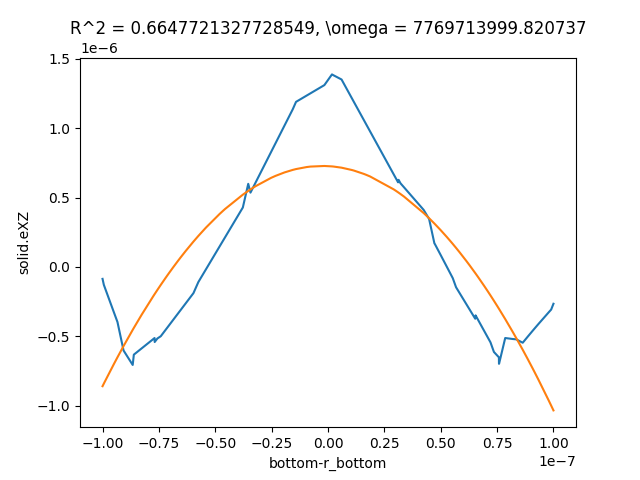 R^2 = 0.6647721327728549, \omega = 7769713999.820737
1e−6
1.5
1.0
0.5
0.0
−0.5
−1.0
solid.eXZ
−1.00 −0.75 −0.50 −0.25 0.00 0.25 0.50 0.75 1.00
bottom-r_bottom
1e−7